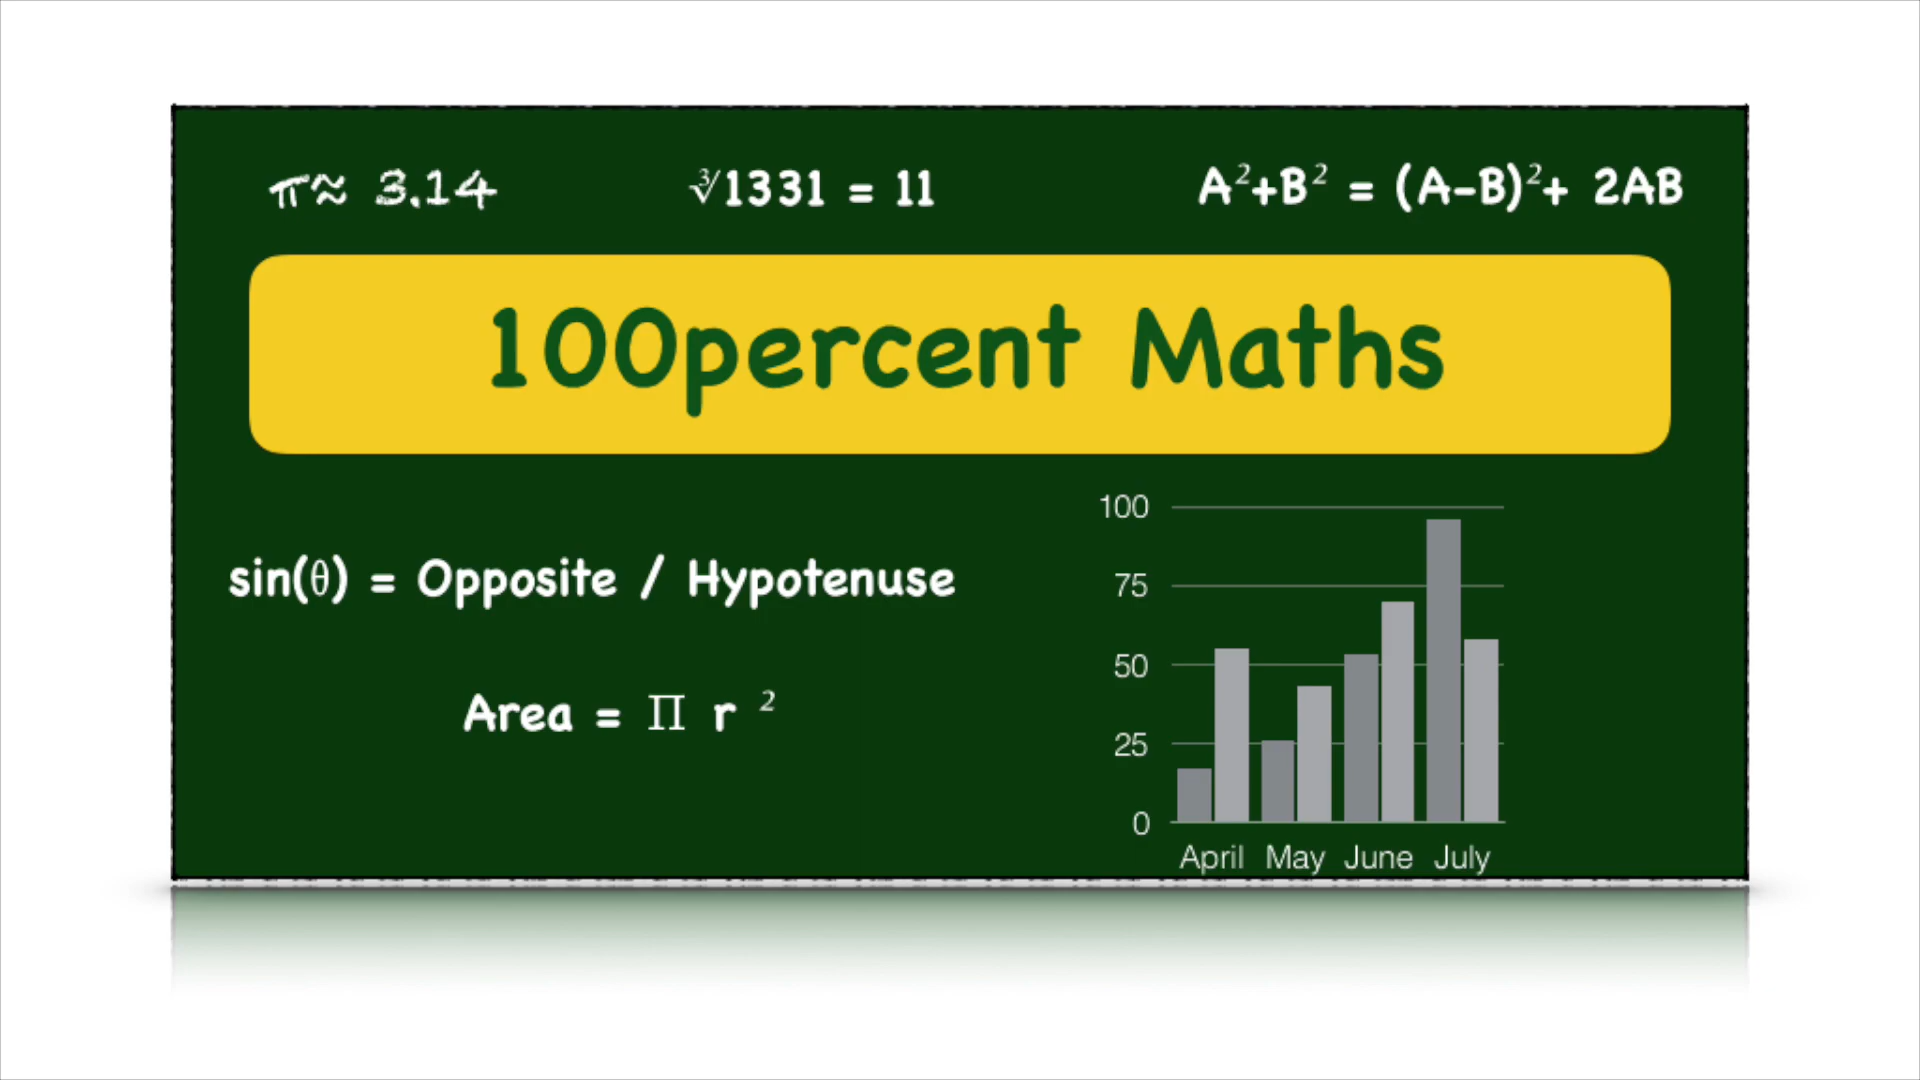 π≈ 3.14
∛1331 = 11
A²+B² = (A-B)²+ 2AB
100percent Maths
sin(θ) = Opposite / Hypotenuse
Area = Π r ²
100
75
50
25
0
April May June July